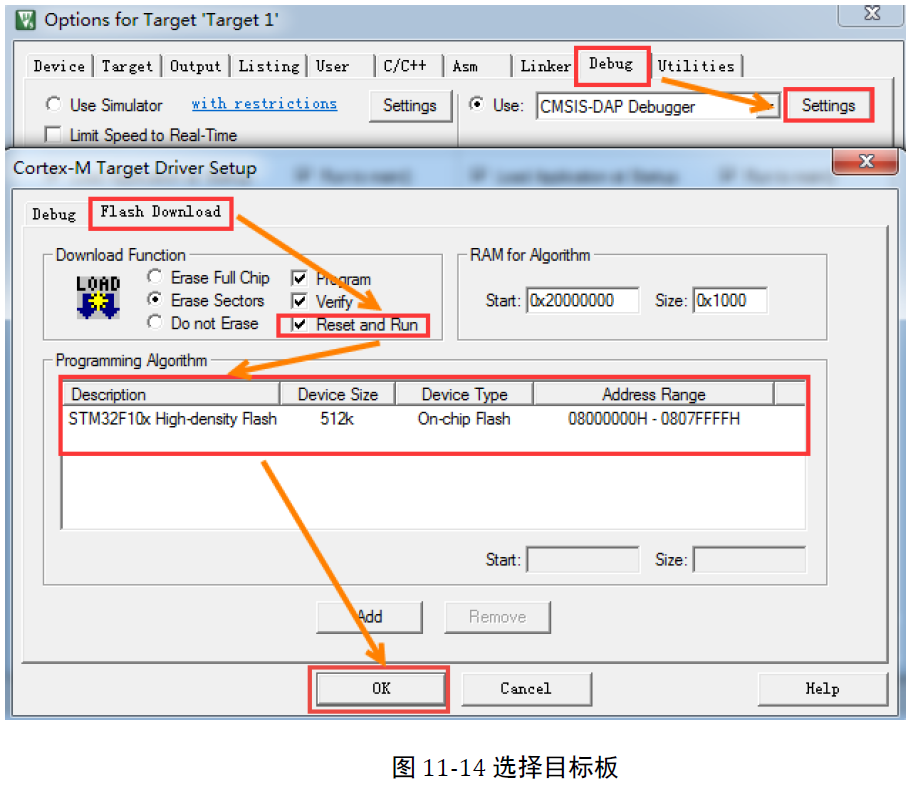 Options for Target 'Target 1'
Device Target Output Listing User C/C++ Asm Linker Debug Utilities
Use Simulator with restrictions Settings Use: CMSIS-DAP Debugger Settings
Limit Speed to Real-Time
Cortex-M Target Driver Setup
Debug Flash Download
Download Function RAM for Algorithm
LOAD Erase Full Chip Program
Erase Sectors Verify Start: 0x20000000 Size: 0x1000
Do not Erase Reset and Run
Programming Algorithm
Description Device Size Device Type Address Range
STM32F10x High-density Flash 512k On-chip Flash 08000000H - 0807FFFFH
Start: Size:
Add Remove
OK Cancel Help
图 11-14 选择目标板